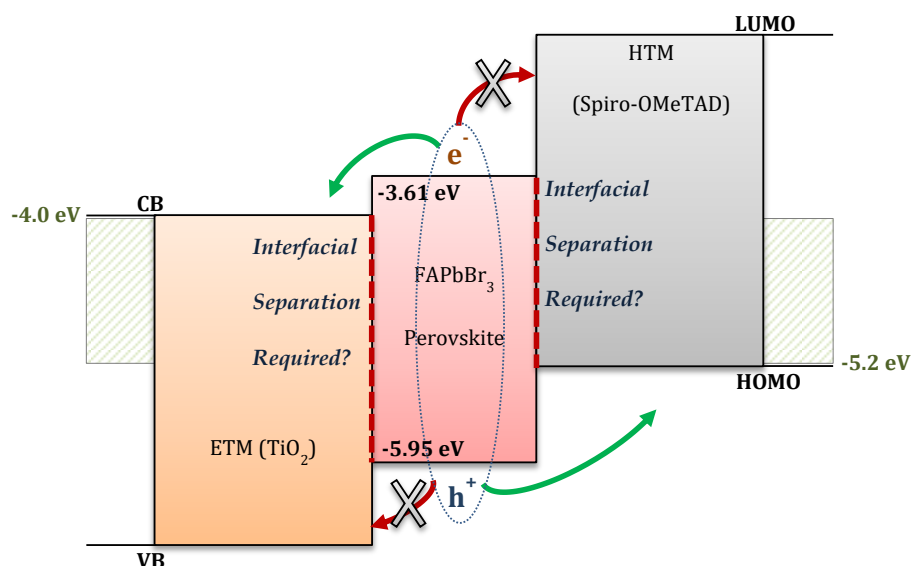 LUMO
HTM
(Spiro-OMeTAD)
e-
-3.61 eV
Interfacial
Separation
Required?
-4.0 eV
CB
Interfacial
Separation
Required?
FAPbBr3
Perovskite
-5.2 eV
HOMO
ETM (TiO2)
-5.95 eV
h+
VB